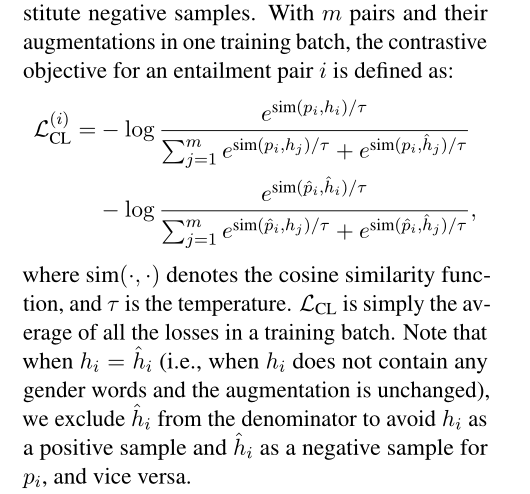 stitute negative samples. With m pairs and their
augmentations in one training batch, the contrastive
objective for an entailment pair i is defined as:
\mathcal{L}_{\text{CL}}^{(i)} = - \log \frac{e^{\text{sim}(p_i,h_i)/\tau}}{\sum_{j=1}^{m} e^{\text{sim}(p_i,h_j)/\tau} + e^{\text{sim}(p_i,\hat{h}_j)/\tau}}
- \log \frac{e^{\text{sim}(\hat{p}_i,\hat{h}_i)/\tau}}{\sum_{j=1}^{m} e^{\text{sim}(\hat{p}_i,h_j)/\tau} + e^{\text{sim}(\hat{p}_i,\hat{h}_j)/\tau}},
where sim(·, ·) denotes the cosine similarity func-
tion, and τ is the temperature. \mathcal{L}_{\text{CL}} is simply the av-
erage of all the losses in a training batch. Note that
when h_i = \hat{h}_i (i.e., when h_i does not contain any
gender words and the augmentation is unchanged),
we exclude \hat{h}_i from the denominator to avoid h_i as
a positive sample and \hat{h}_i as a negative sample for
p_i, and vice versa.